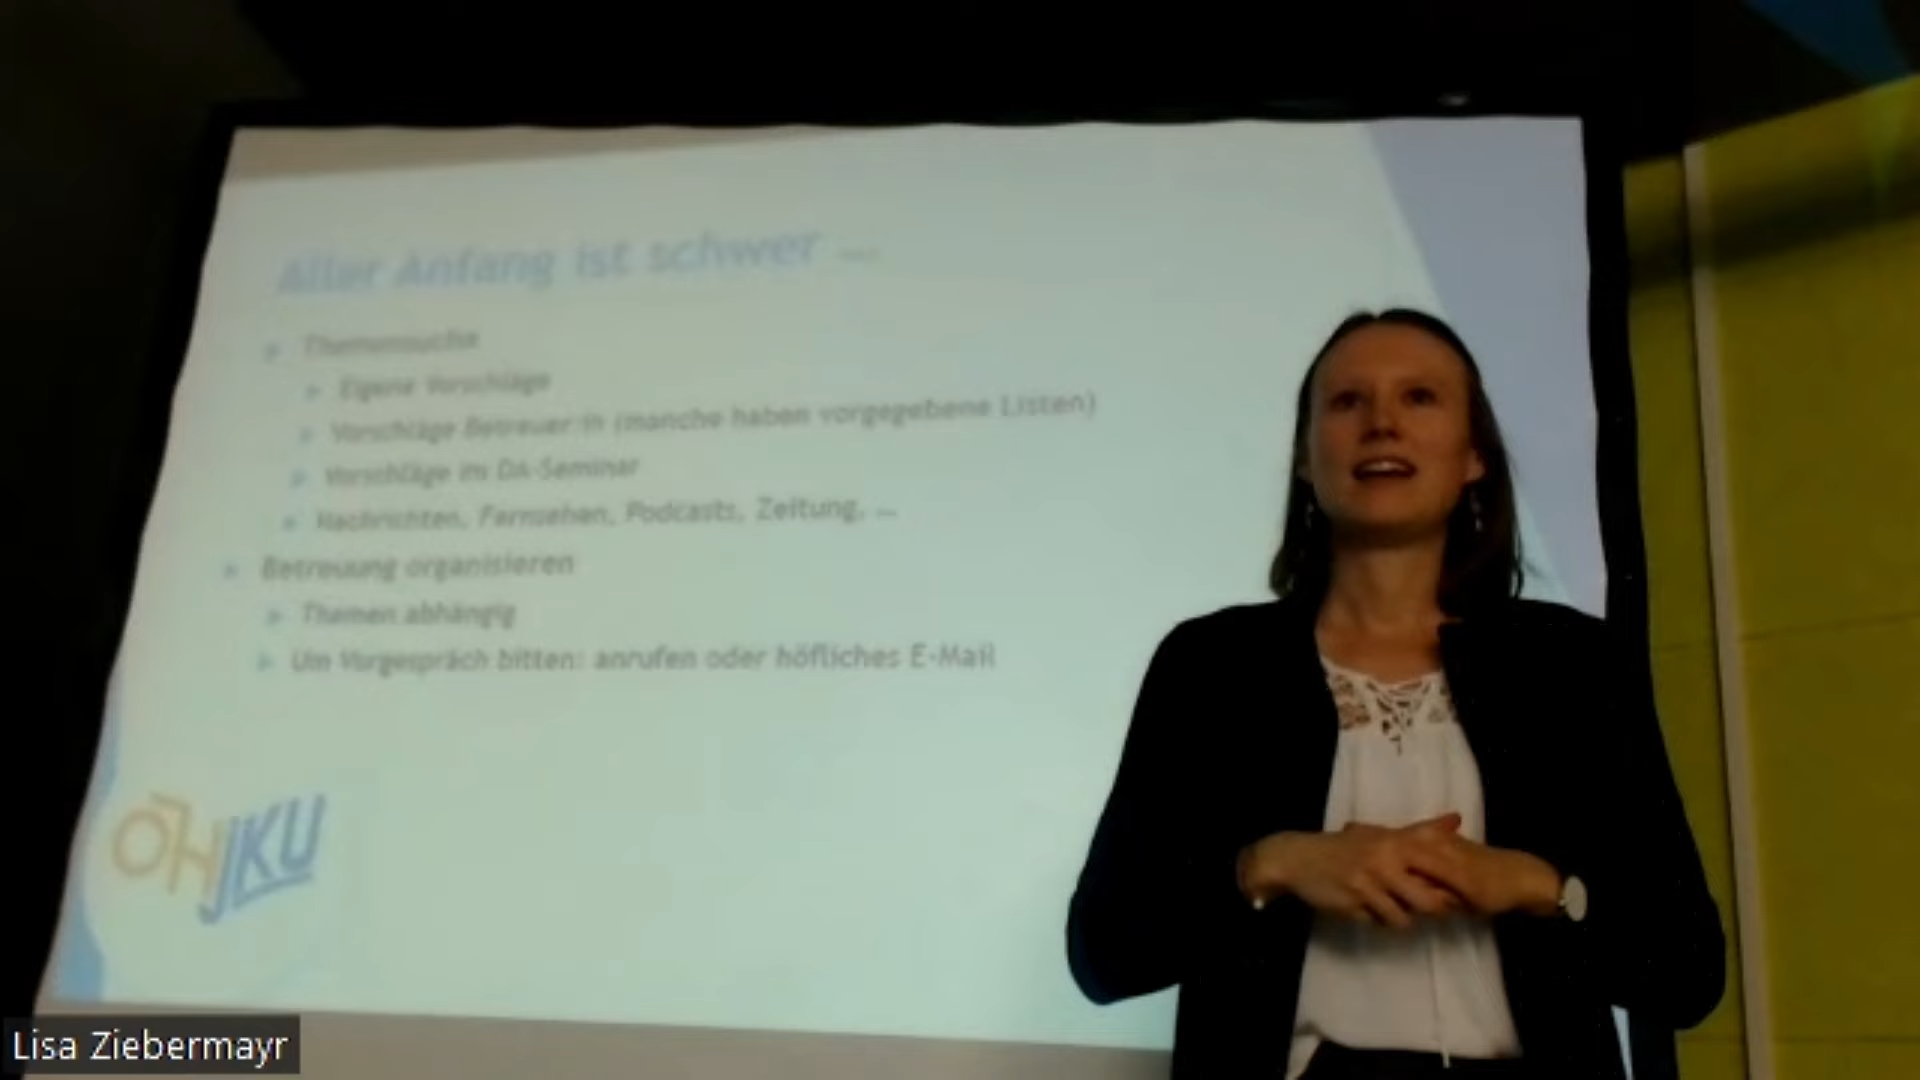 Aller Anfang ist schwer ...
Themensuche
Eigene Vorschläge
Vorschläge Betreuer:in (manche haben vorgegebene Listen)
Vorschläge im DA-Seminar
Nachrichten, Fernsehen, Podcasts, Zeitung, ...
Betreuung organisieren
Themen abhängig
Um Vorgespräch bitten: anrufen oder höfliches E-Mail
ÖH JKU
Lisa Ziebermayr